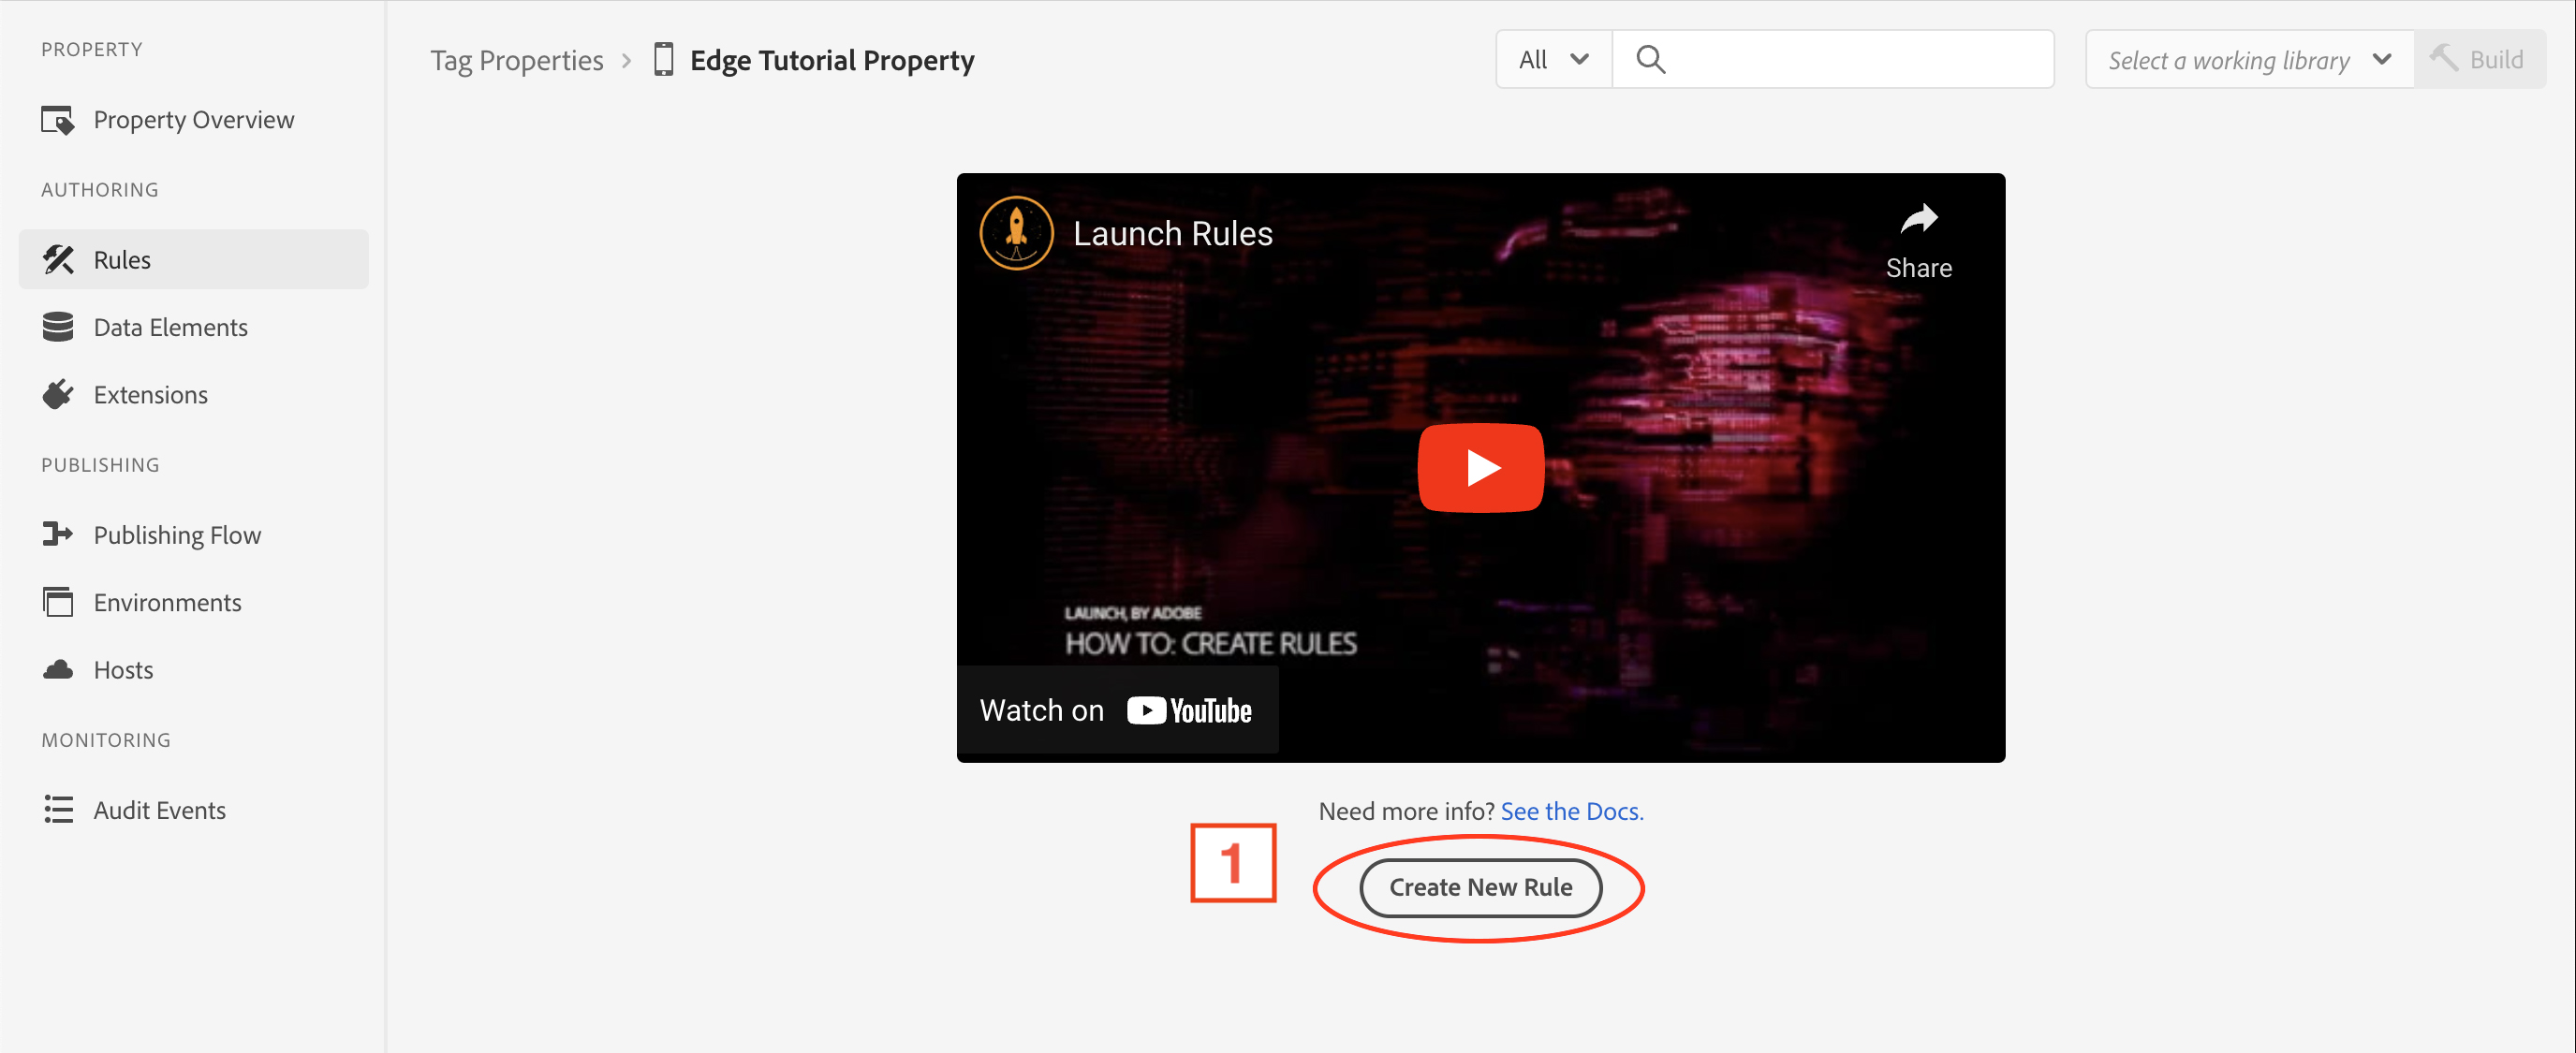 PROPERTY
Property Overview
AUTHORING
Rules
Data Elements
Extensions
PUBLISHING
Publishing Flow
Environments
Hosts
MONITORING
Audit Events
Tag Properties > Edge Tutorial Property
All
Select a working library
Build
Launch Rules
Share
LAUNCH, BY ADOBE
HOW TO: CREATE RULES
Watch on YouTube
Need more info? See the Docs.
1
Create New Rule